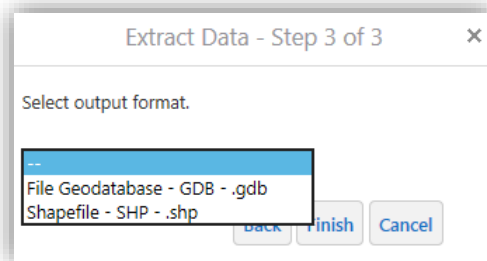 Extract Data - Step 3 of 3 ×
Select output format.
--
File Geodatabase - GDB - .gdb
Shapefile - SHP - .shp
Back Finish Cancel